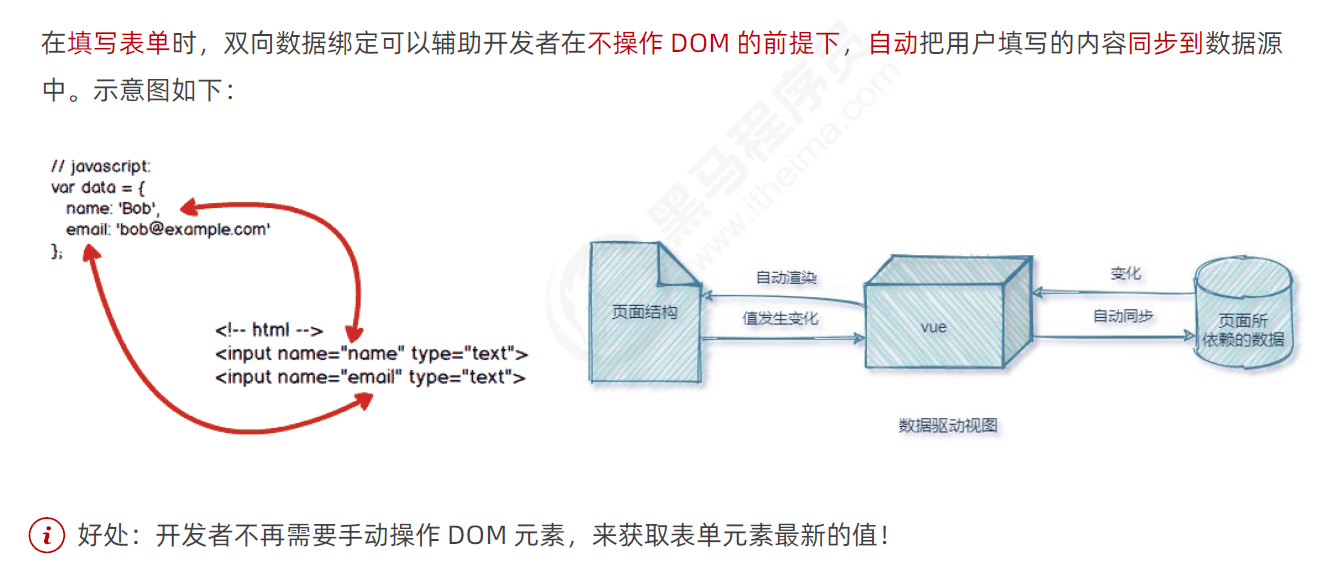 在填写表单时，双向数据绑定可以辅助开发者在不操作 DOM 的前提下，自动把用户填写的内容同步到数据源
中。示意图如下：
// javascript:
var data = {
name: 'Bob',
email: 'bob@example.com'
};
<!-- html -->
<input name="name" type="text">
<input name="email" type="text">
黑马程序员
www.itheima.com
页面结构
自动渲染
值发生变化
vue
变化
自动同步
页面所
依赖的数据
数据驱动视图
i 好处：开发者不再需要手动操作 DOM 元素，来获取表单元素最新的值！